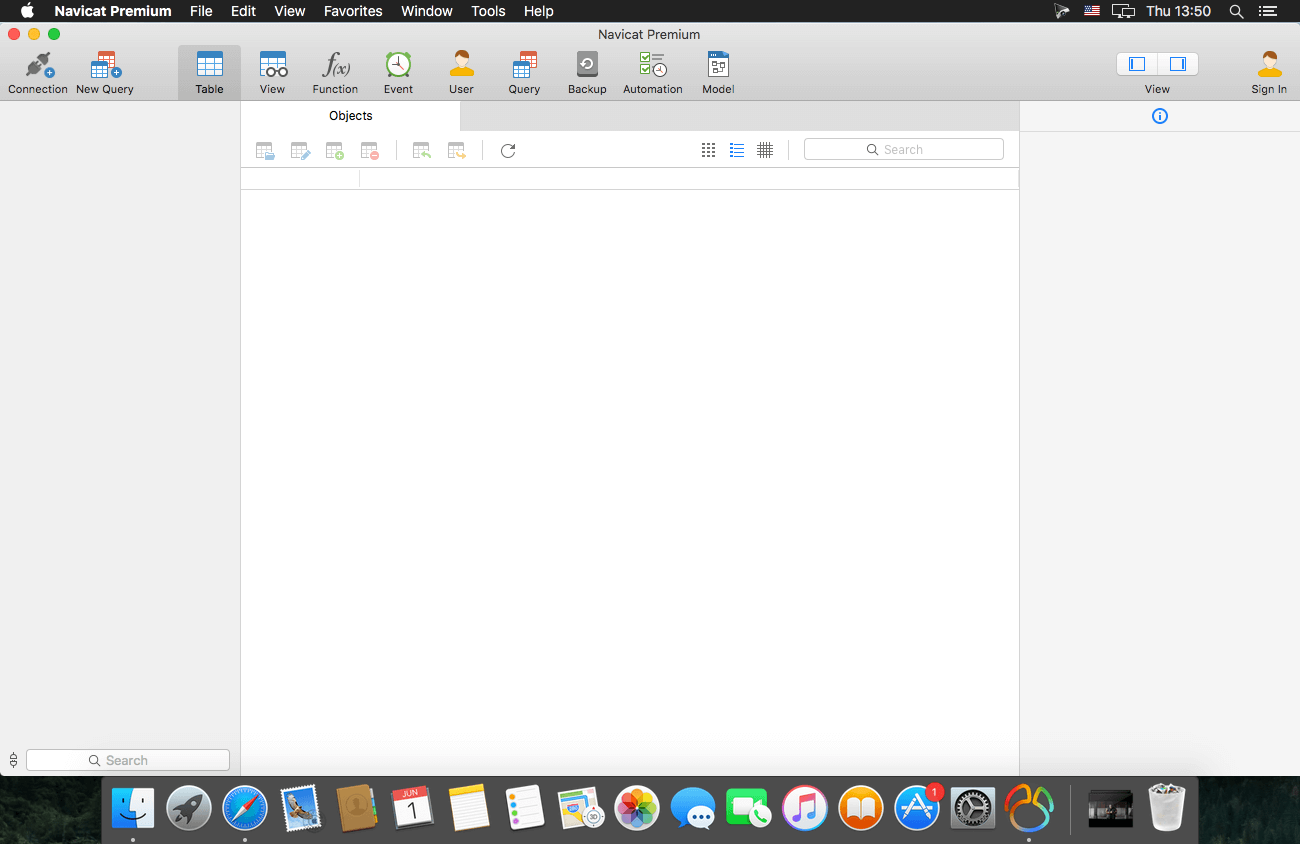 Navicat Premium File Edit View Favorites Window Tools Help Thu 13:50
Navicat Premium
Connection New Query Table View Function Event User Query Backup Automation Model View Sign In
f(x)
Objects
Search
Search
JUN
1
3D
1